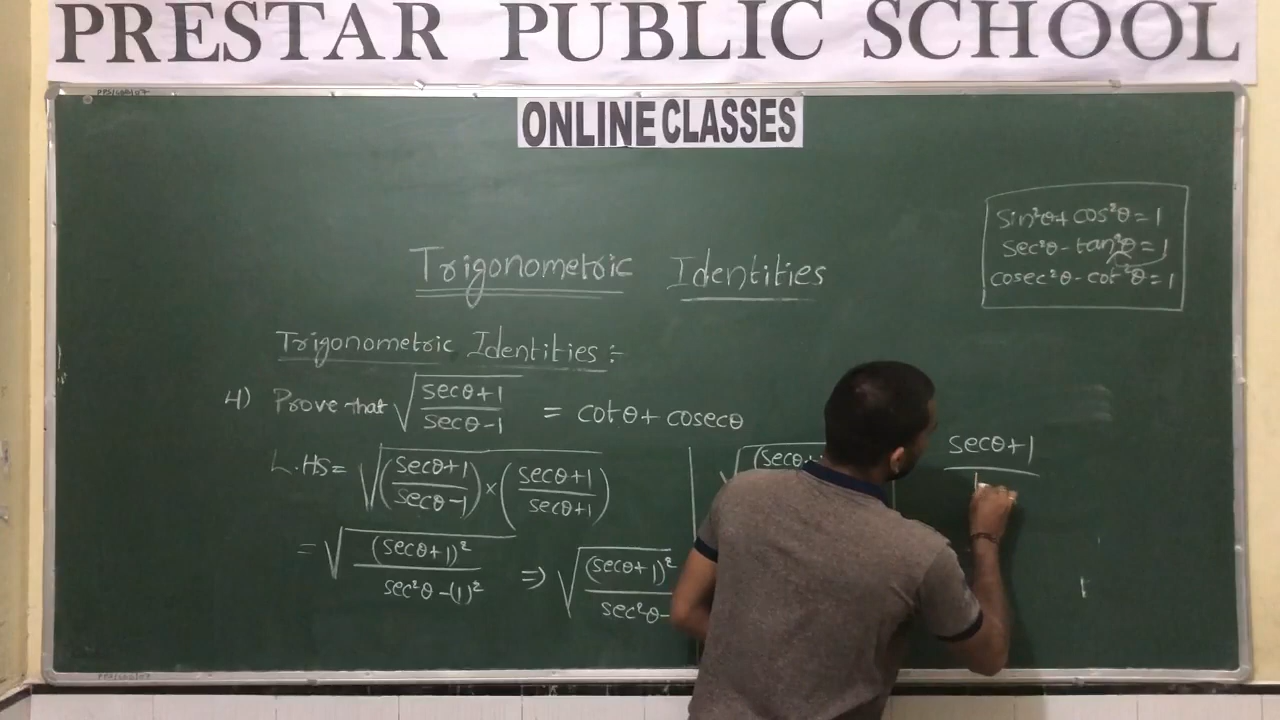 PRESTAR PUBLIC SCHOOL
ONLINE CLASSES
sin²θ + cos²θ = 1
sec²θ - tan²θ = 1
cosec²θ - cot²θ = 1
Trigonometric Identities
Trigonometric Identities :-
4) Prove that √((secθ+1)/(secθ-1)) = cotθ + cosecθ
L.HS = √(((secθ+1)/(secθ-1)) × ((secθ+1)/(secθ+1)))
= √((secθ+1)²/(sec²θ-(1)²)) ⇒ √((secθ+1)²/(sec²θ-
√(secθ
secθ+1